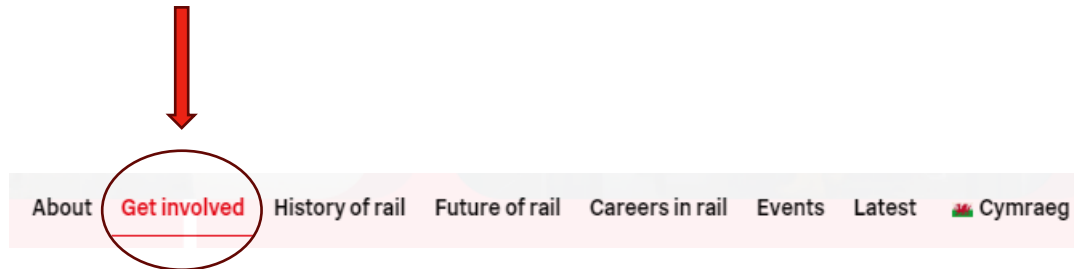 About Get involved History of rail Future of rail Careers in rail Events Latest Cymraeg